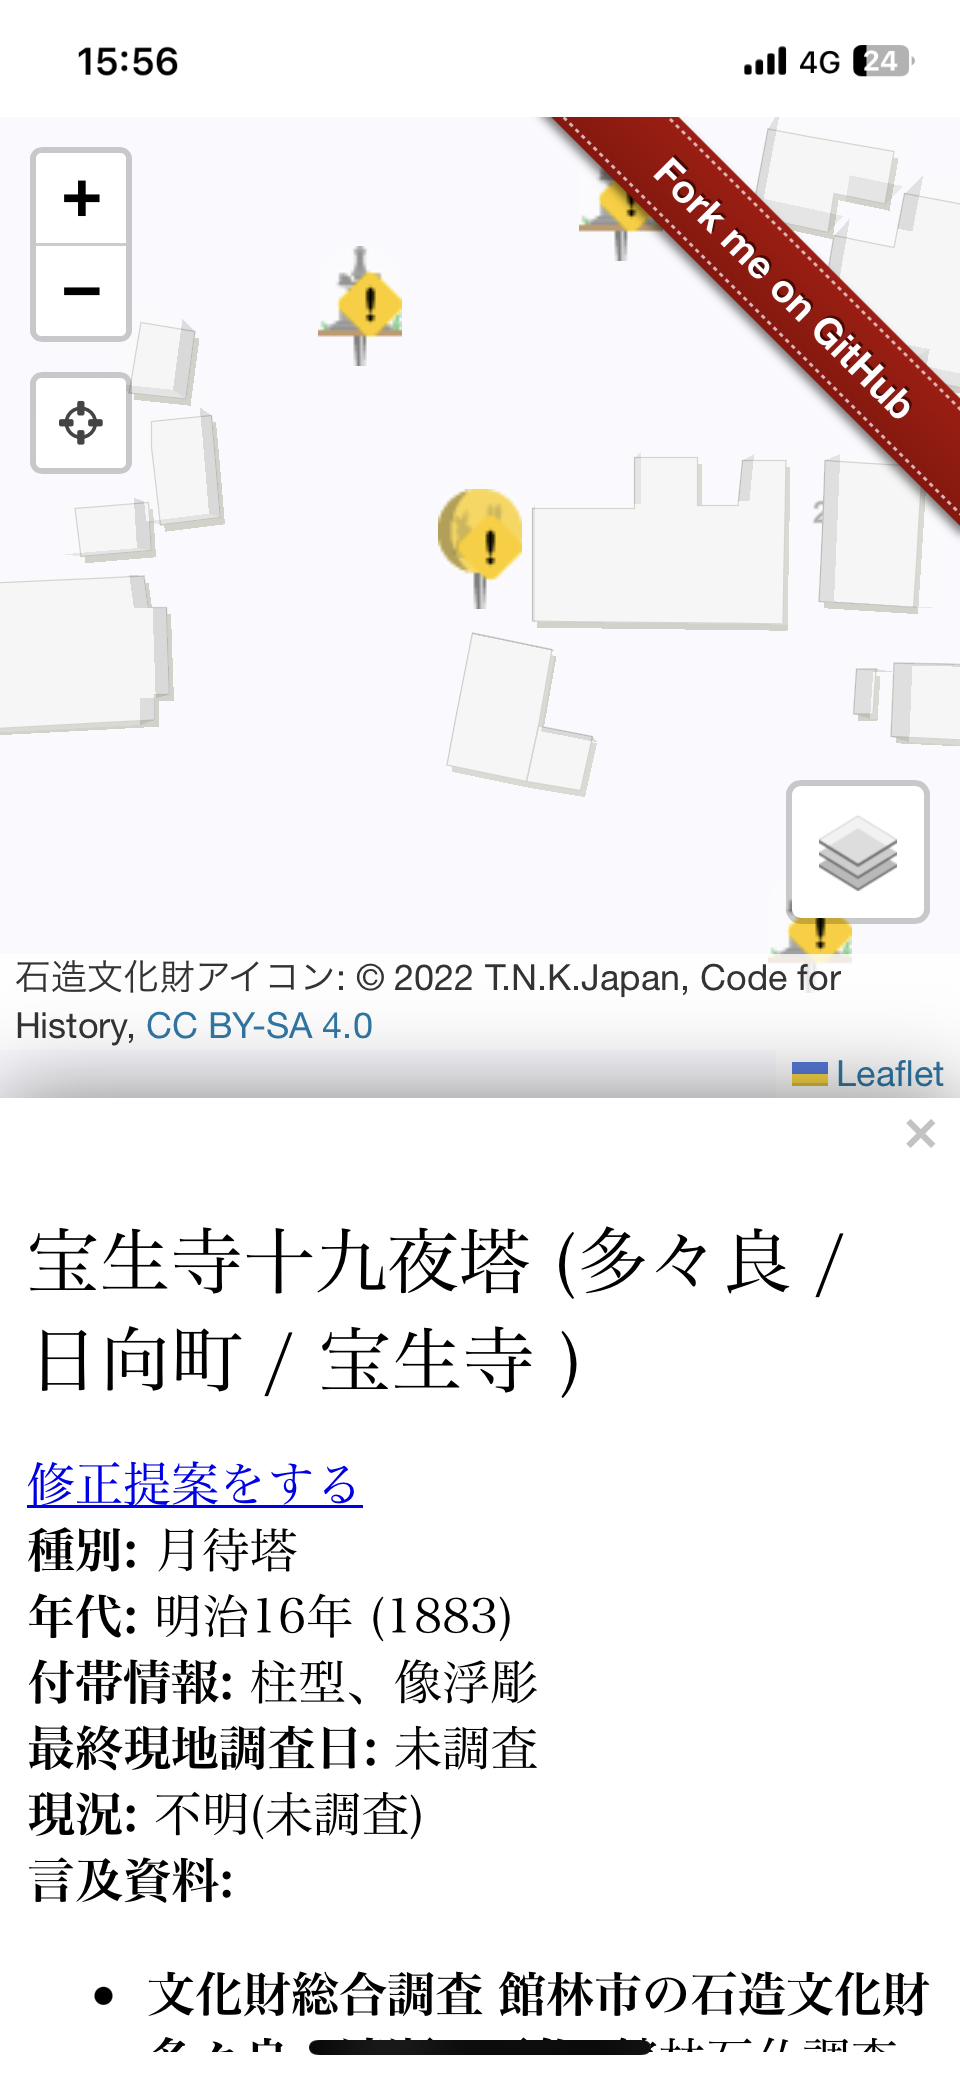 15:56
4G 24
+
Fork me on GitHub
−
石造文化財アイコン: © 2022 T.N.K.Japan, Code for
History, CC BY-SA 4.0
Leaflet
×
宝生寺十九夜塔 (多々良 /
日向町 / 宝生寺 )
修正提案をする
種別: 月待塔
年代: 明治16年 (1883)
付帯情報: 柱型、像浮彫
最終現地調査日: 未調査
現況: 不明(未調査)
言及資料:
• 文化財総合調査 館林市の石造文化財